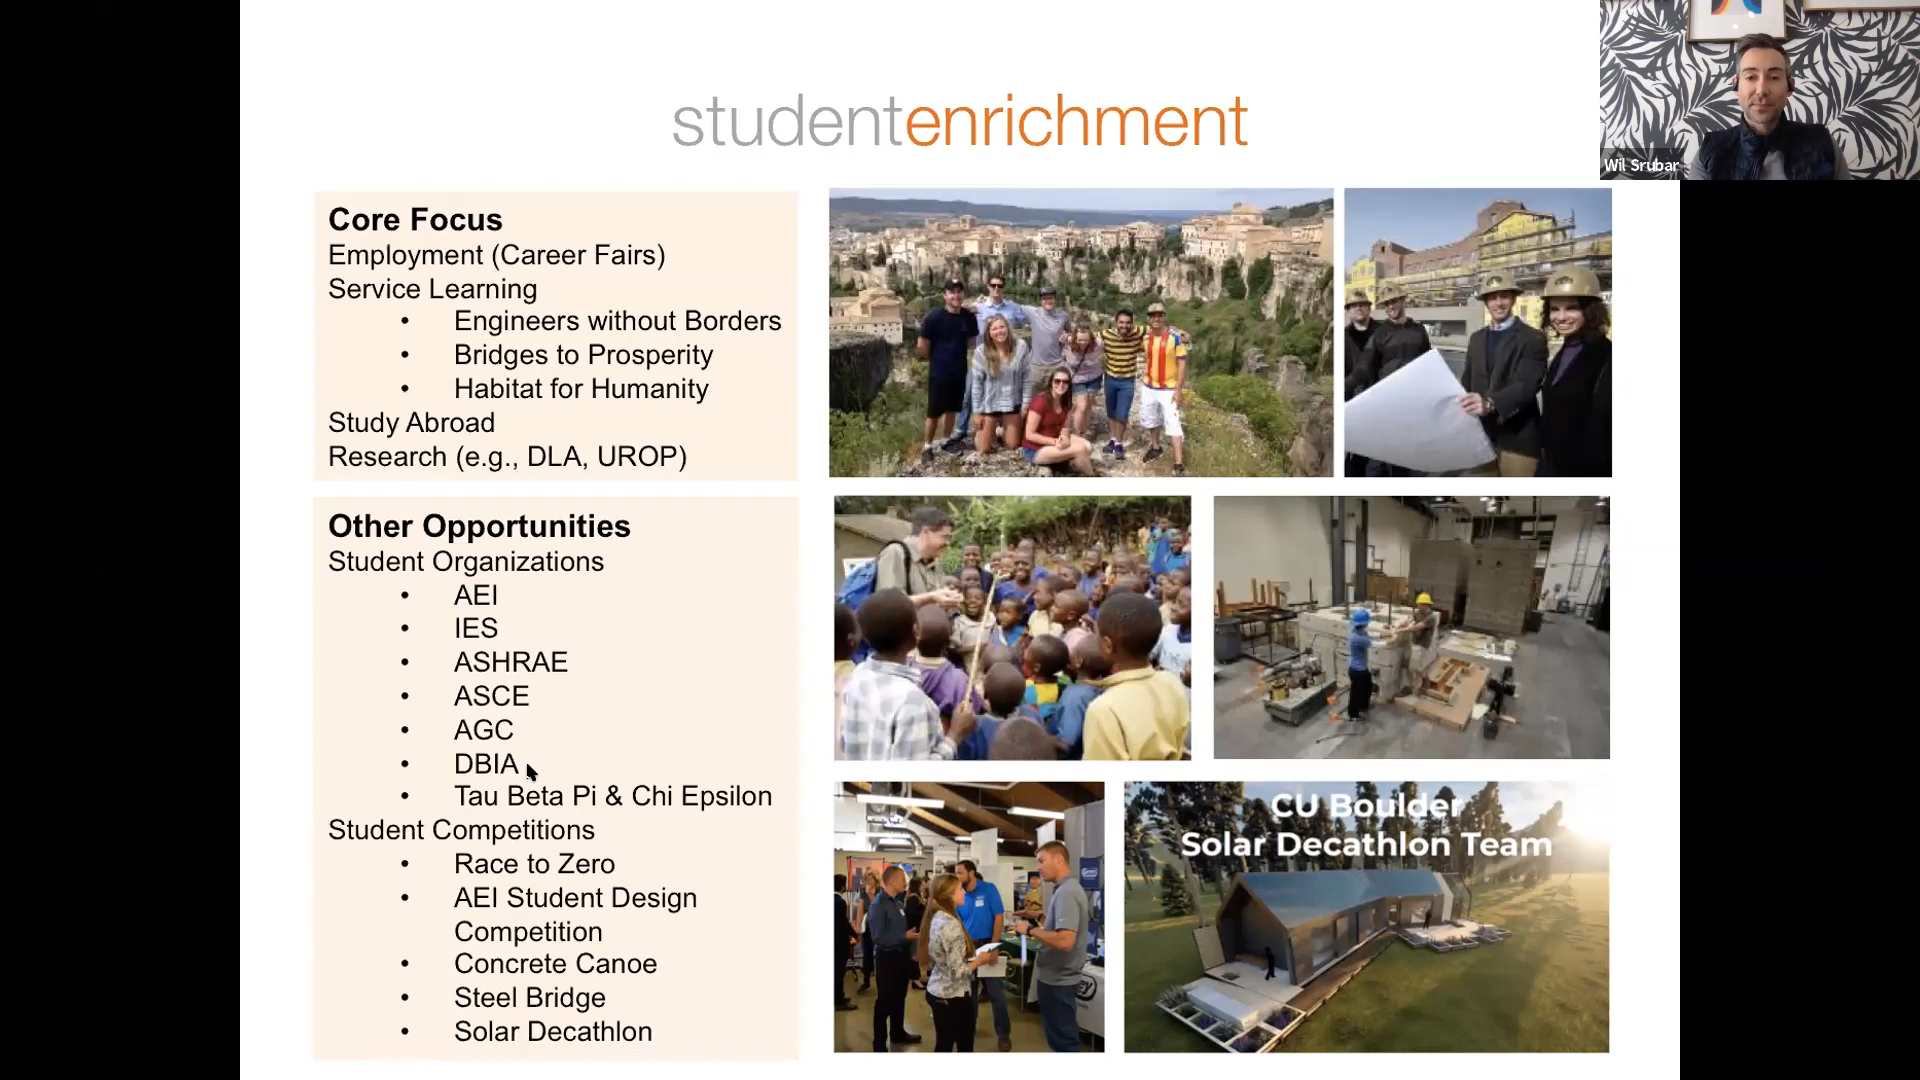 studentenrichment
Wil Srubar
Core Focus
Employment (Career Fairs)
Service Learning
• Engineers without Borders
• Bridges to Prosperity
• Habitat for Humanity
Study Abroad
Research (e.g., DLA, UROP)
Other Opportunities
Student Organizations
• AEI
• IES
• ASHRAE
• ASCE
• AGC
• DBIA
• Tau Beta Pi & Chi Epsilon
Student Competitions
• Race to Zero
• AEI Student Design
Competition
• Concrete Canoe
• Steel Bridge
• Solar Decathlon
CU Boulder
Solar Decathlon Team